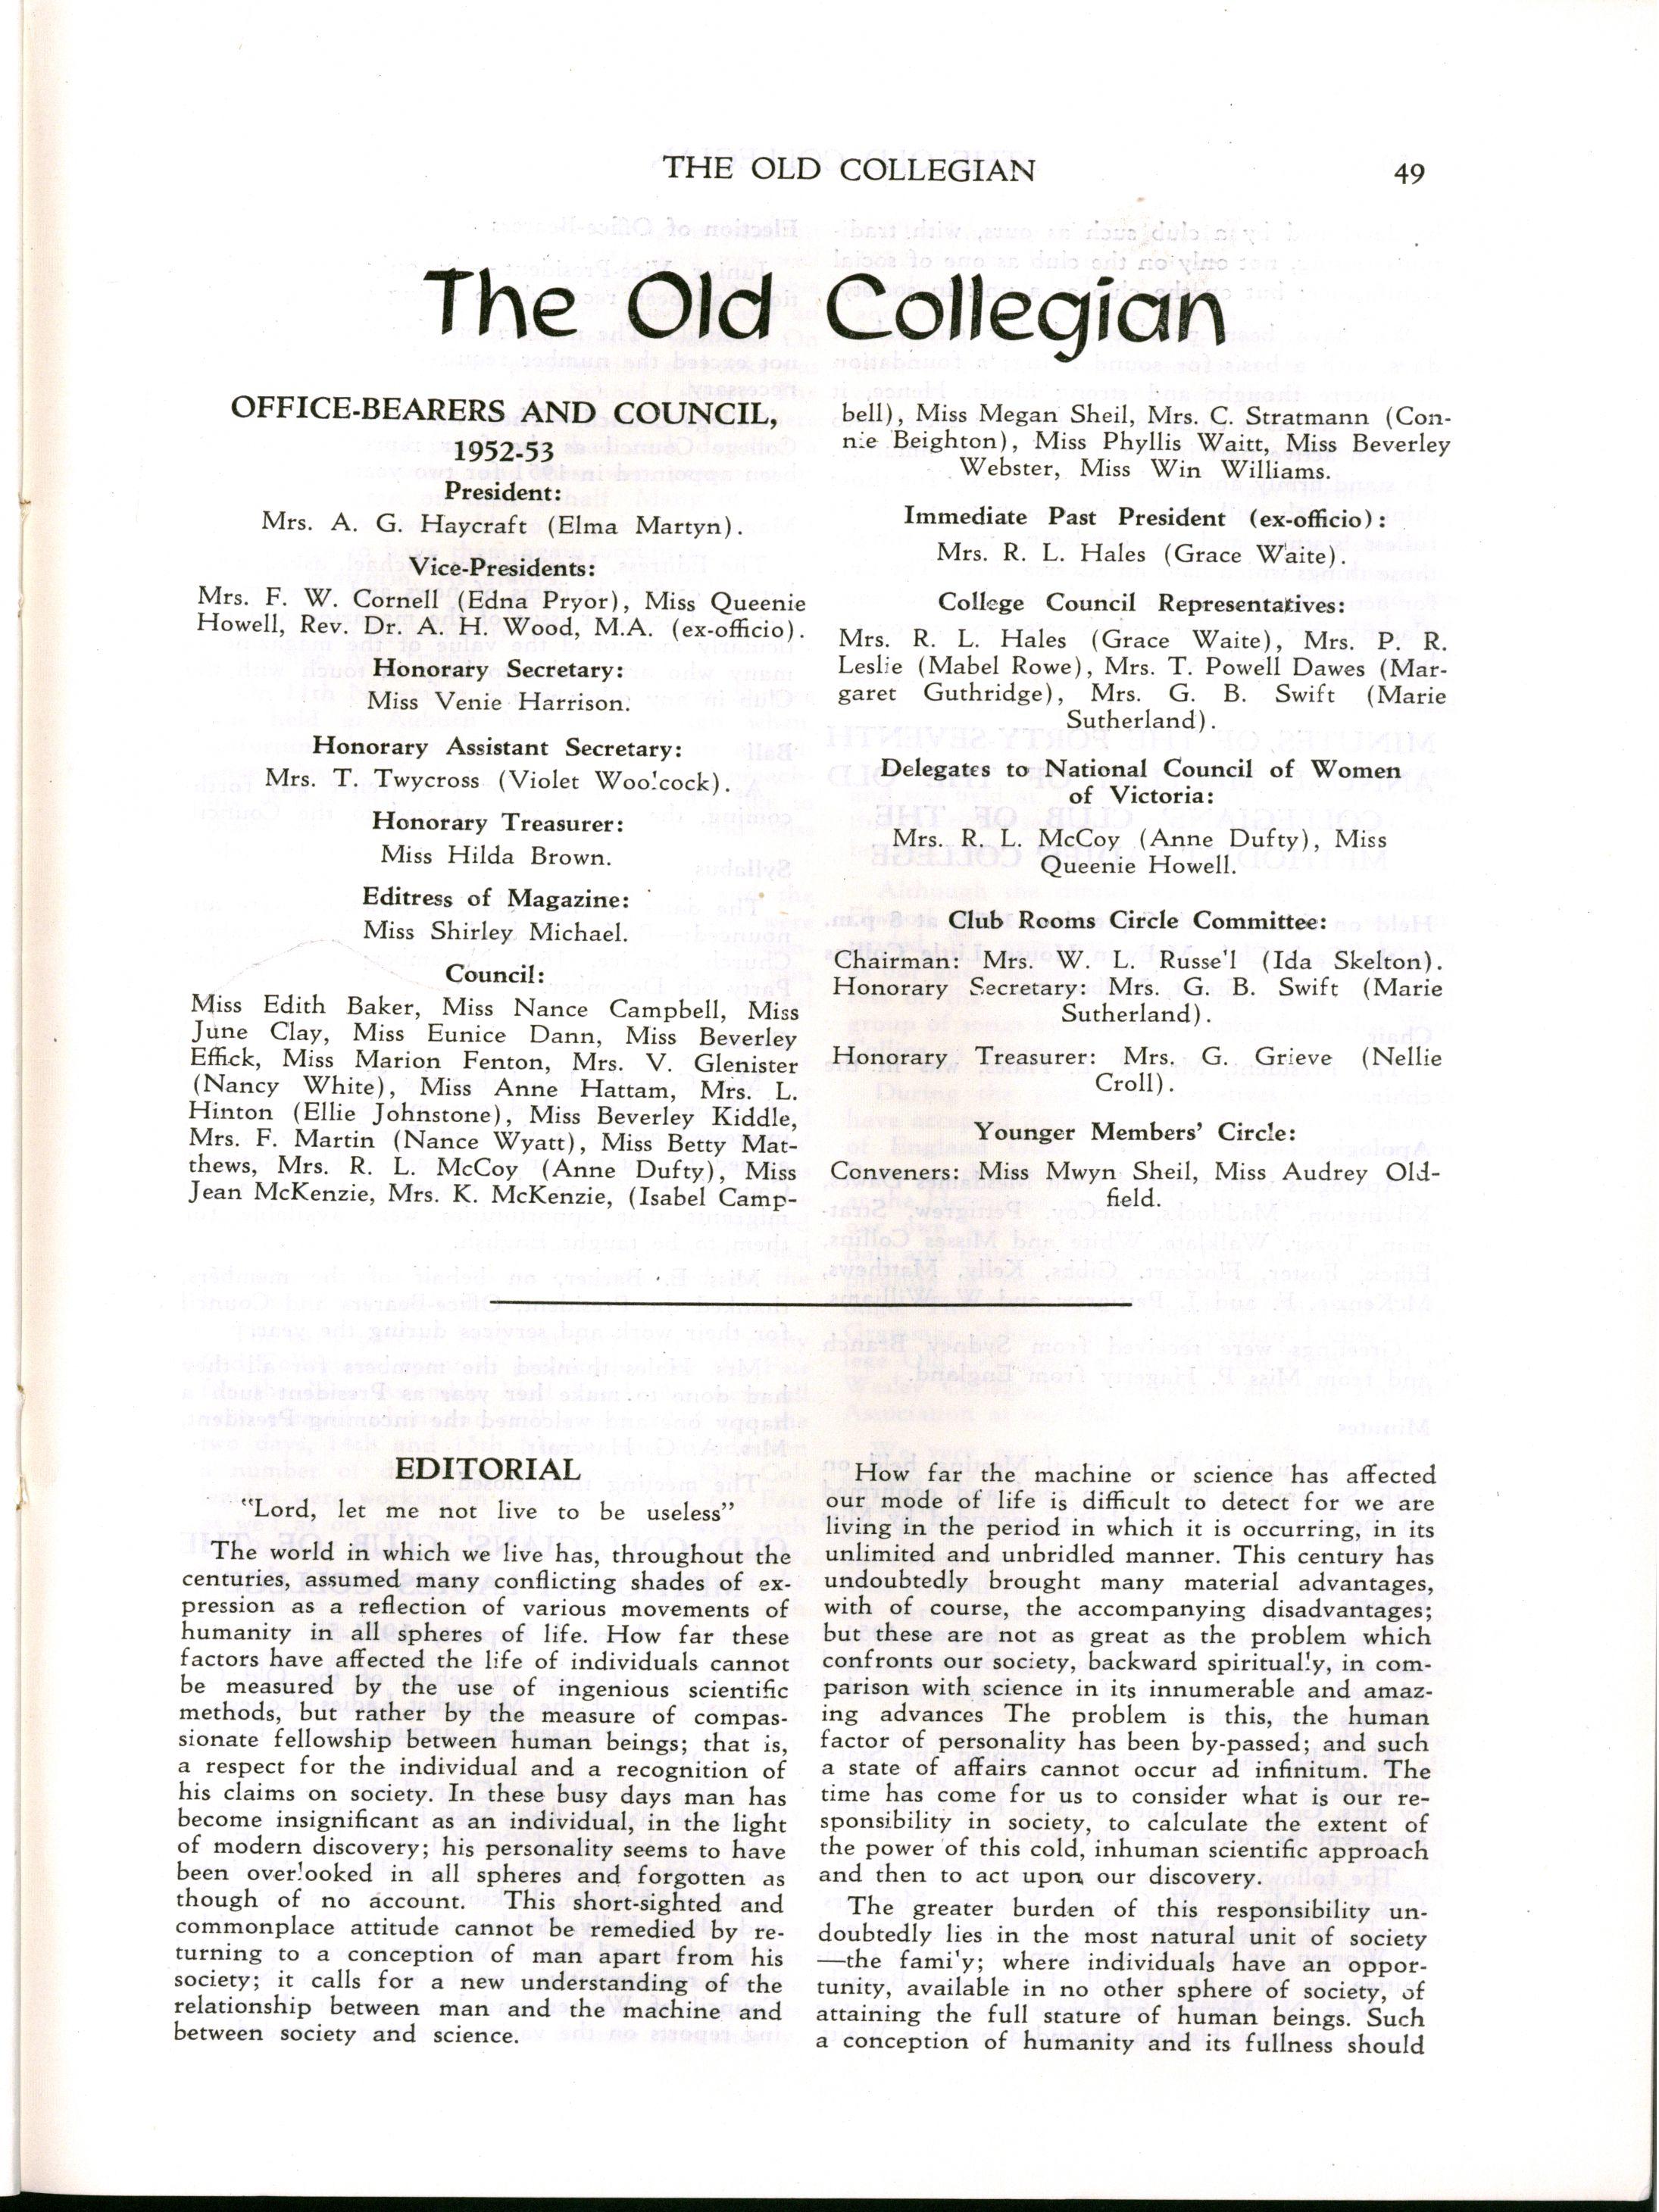 THE OLD COLLEGIAN 49
The Old Collegian
OFFICE-BEARERS AND COUNCIL,
1952-53
President:
Mrs. A. G. Haycraft (Elma Martyn).
Vice-Presidents:
Mrs. F. W. Cornell (Edna Pryor), Miss Queenie
Howell, Rev. Dr. A. H. Wood, M.A. (ex-officio).
Honorary Secretary:
Miss Venie Harrison.
Honorary Assistant Secretary:
Mrs. T. Twycross (Violet Woolcock).
Honorary Treasurer:
Miss Hilda Brown.
Editress of Magazine:
Miss Shirley Michael.
Council:
Miss Edith Baker, Miss Nance Campbell, Miss
June Clay, Miss Eunice Dann, Miss Beverley
Effick, Miss Marion Fenton, Mrs. V. Glenister
(Nancy White), Miss Anne Hattam, Mrs. L.
Hinton (Ellie Johnstone), Miss Beverley Kiddle,
Mrs. F. Martin (Nance Wyatt), Miss Betty Mat-
thews, Mrs. R. L. McCoy (Anne Dufty), Miss
Jean McKenzie, Mrs. K. McKenzie, (Isabel Camp-
bell), Miss Megan Sheil, Mrs. C. Stratmann (Con-
nie Beighton), Miss Phyllis Waitt, Miss Beverley
Webster, Miss Win Williams.
Immediate Past President (ex-officio):
Mrs. R. L. Hales (Grace Waite).
College Council Representatives:
Mrs. R. L. Hales (Grace Waite), Mrs. P. R.
Leslie (Mabel Rowe), Mrs. T. Powell Dawes (Mar-
garet Guthridge), Mrs. G. B. Swift (Marie
Sutherland).
Delegates to National Council of Women
of Victoria:
Mrs. R. L. McCoy (Anne Dufty), Miss
Queenie Howell.
Club Rooms Circle Committee:
Chairman: Mrs. W. L. Russe'l (Ida Skelton).
Honorary Secretary: Mrs. G. B. Swift (Marie
Sutherland).
Honorary Treasurer: Mrs. G. Grieve (Nellie
Croll).
Younger Members' Circle:
Conveners: Miss Mwyn Sheil, Miss Audrey Old-
field.
EDITORIAL
"Lord, let me not live to be useless"
The world in which we live has, throughout the
centuries, assumed many conflicting shades of ex-
pression as a reflection of various movements of
humanity in all spheres of life. How far these
factors have affected the life of individuals cannot
be measured by the use of ingenious scientific
methods, but rather by the measure of compas-
sionate fellowship between human beings; that is,
a respect for the individual and a recognition of
his claims on society. In these busy days man has
become insignificant as an individual, in the light
of modern discovery; his personality seems to have
been overlooked in all spheres and forgotten as
though of no account. This short-sighted and
commonplace attitude cannot be remedied by re-
turning to a conception of man apart from his
society; it calls for a new understanding of the
relationship between man and the machine and
between society and science.
How far the machine or science has affected
our mode of life is difficult to detect for we are
living in the period in which it is occurring, in its
unlimited and unbridled manner. This century has
undoubtedly brought many material advantages,
with of course, the accompanying disadvantages;
but these are not as great as the problem which
confronts our society, backward spiritually, in com-
parison with science in its innumerable and amaz-
ing advances The problem is this, the human
factor of personality has been by-passed; and such
a state of affairs cannot occur ad infinitum. The
time has come for us to consider what is our re-
sponsibility in society, to calculate the extent of
the power of this cold, inhuman scientific approach
and then to act upon our discovery.
The greater burden of this responsibility un-
doubtedly lies in the most natural unit of society
—the fami'y; where individuals have an oppor-
tunity, available in no other sphere of society, of
attaining the full stature of human beings. Such
a conception of humanity and its fullness should